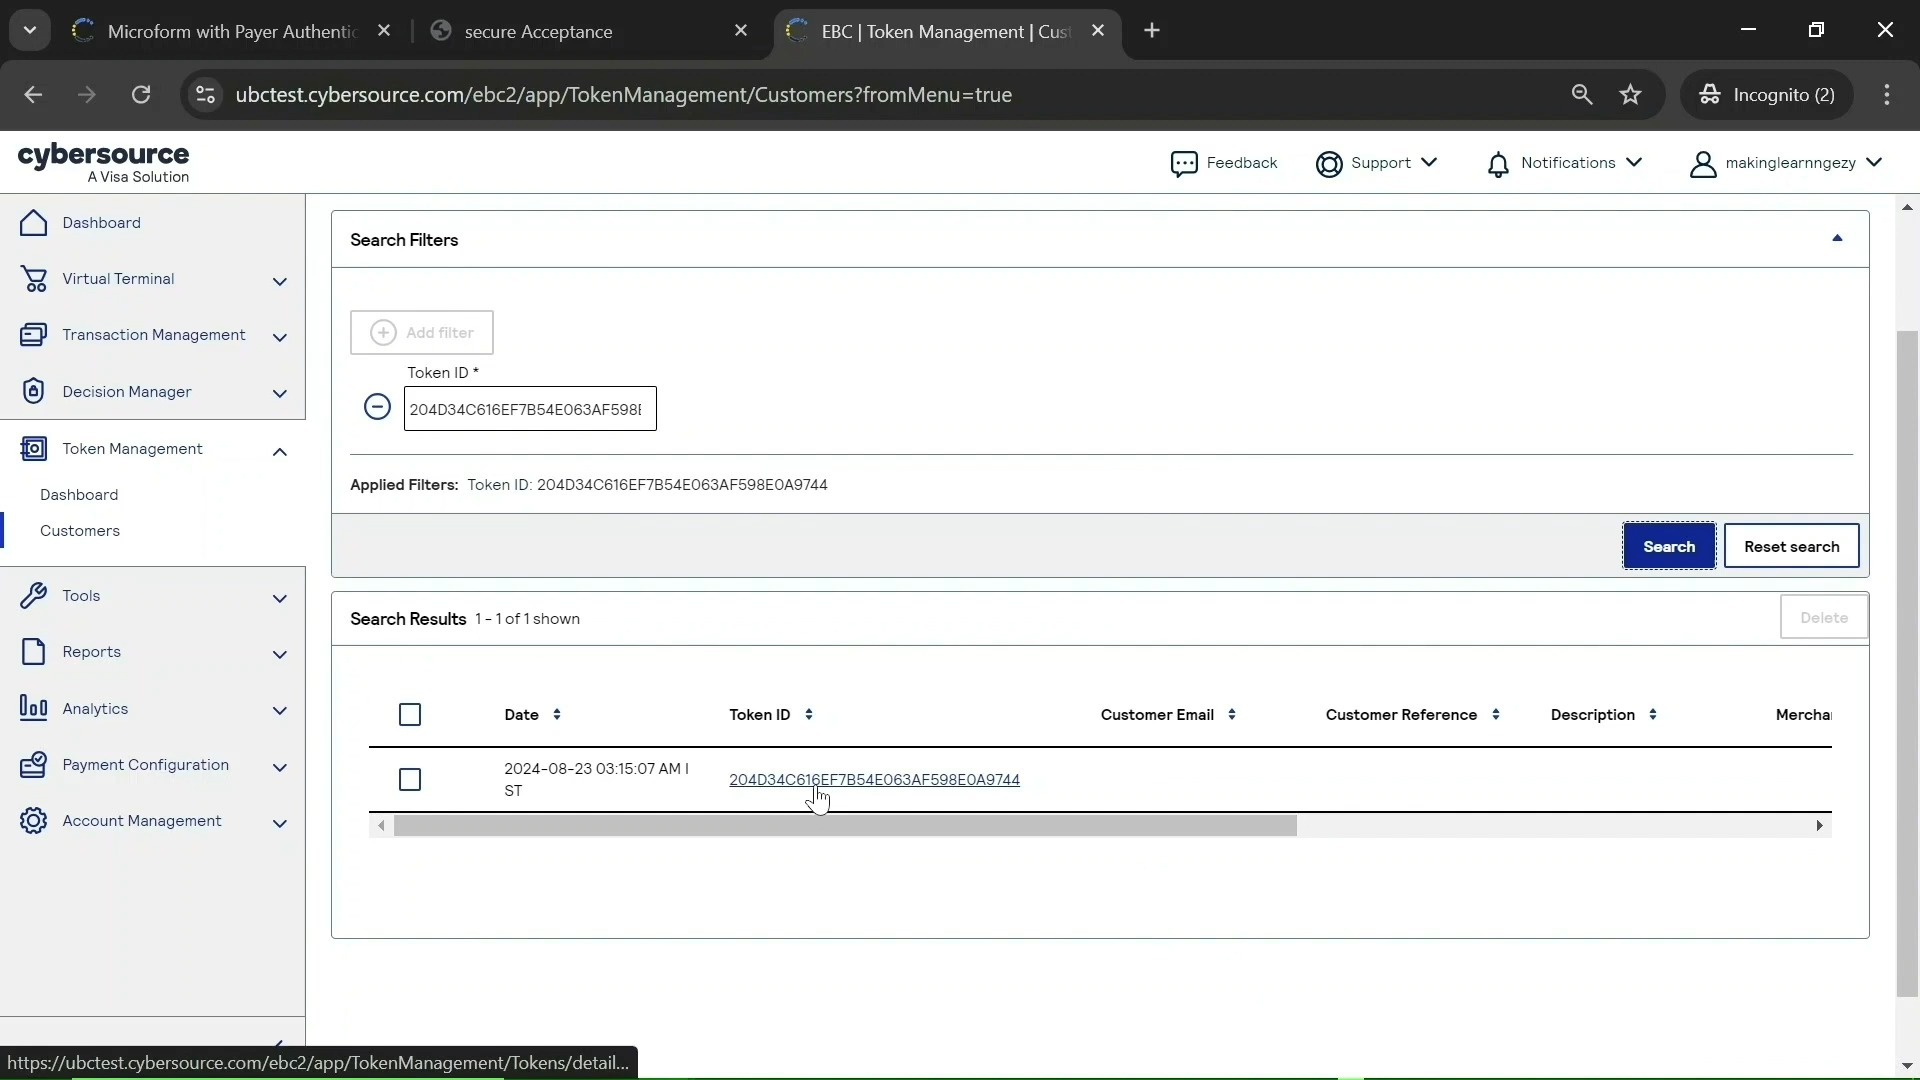 Microform with Payer Authentic
secure Acceptance
EBC | Token Management | Cust
ubctest.cybersource.com/ebc2/app/TokenManagement/Customers?fromMenu=true
Incognito (2)
cybersource
A Visa Solution
Feedback
Support
Notifications
makinglearnngezy
Dashboard
Virtual Terminal
Transaction Management
Decision Manager
Token Management
Dashboard
Customers
Tools
Reports
Analytics
Payment Configuration
Account Management
Search Filters
Add filter
Token ID *
204D34C616EF7B54E063AF598E
Applied Filters: Token ID: 204D34C616EF7B54E063AF598E0A9744
Search
Reset search
Search Results 1 - 1 of 1 shown
Delete
Date
Token ID
Customer Email
Customer Reference
Description
Mercha
2024-08-23 03:15:07 AM I
ST
204D34C616EF7B54E063AF598E0A9744
https://ubctest.cybersource.com/ebc2/app/TokenManagement/Tokens/detail...